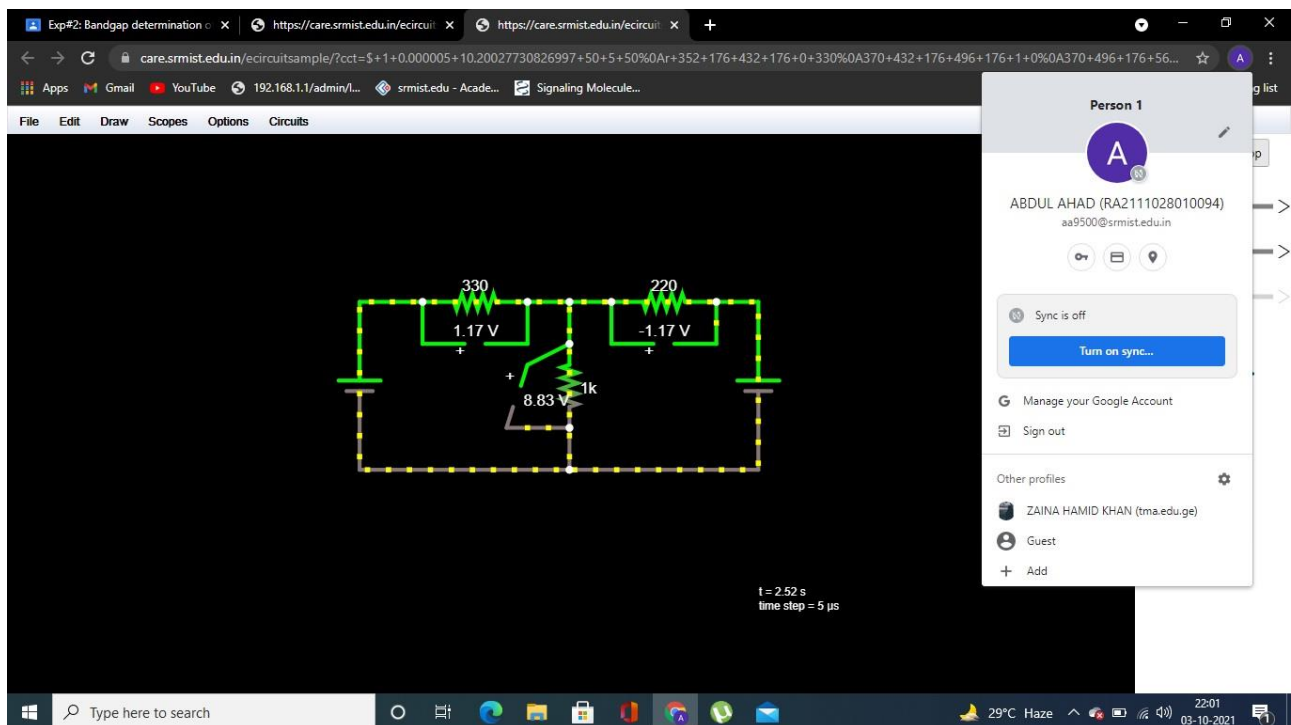 Exp#2: Bandgap determination o
https://care.srmist.edu.in/ecircuit
https://care.srmist.edu.in/ecircuit
care.srmist.edu.in/ecircuitsample/?cct=$+1+0.000005+10.20027730826997+50+5+50%0Ar+352+176+432+176+0+330%0A370+432+176+496+176+1+0%0A370+496+176+56...
A
Apps Gmail YouTube 192.168.1.1/admin/l... srmist.edu - Acade... Signaling Molecule...
g list
File Edit Draw Scopes Options Circuits
Person 1
A
op
ABDUL AHAD (RA2111028010094)
aa9500@srmist.edu.in
Sync is off
Turn on sync...
Manage your Google Account
Sign out
Other profiles
ZAINA HAMID KHAN (tma.edu.ge)
Guest
Add
330
220
1.17 V
-1.17 V
+
+
+
8.83 V
1k
t = 2.52 s
time step = 5 μs
Type here to search
29°C Haze
22:01
03-10-2021